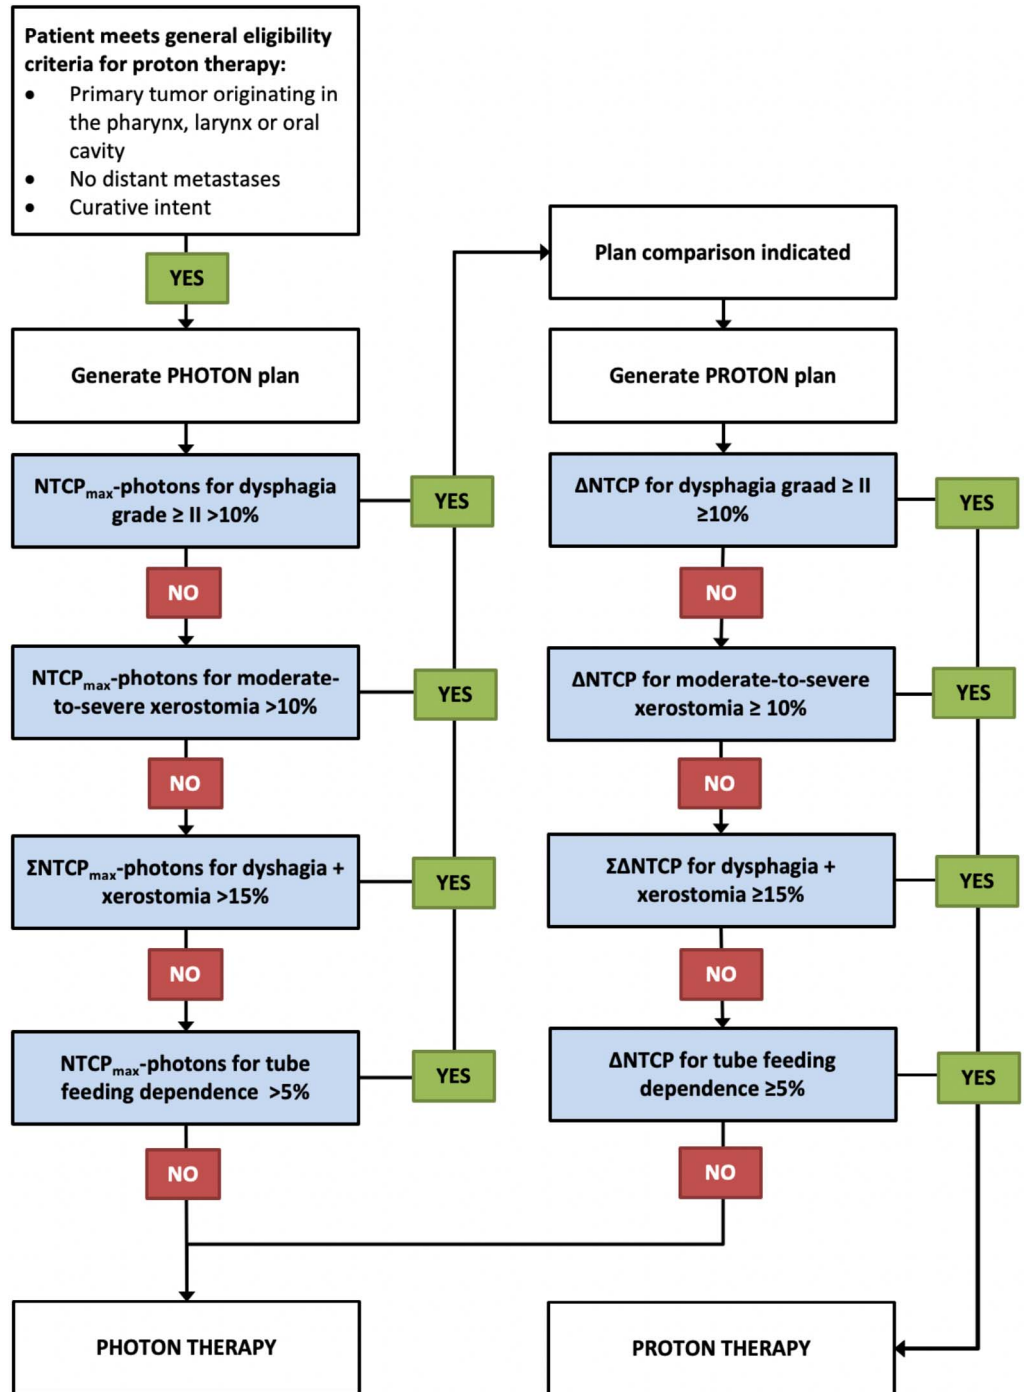 Patient meets general eligibility
criteria for proton therapy:
• Primary tumor originating in
the pharynx, larynx or oral
cavity
• No distant metastases
• Curative intent
YES
Generate PHOTON plan
NTCPmax-photons for dysphagia
grade ≥ II >10%
YES
NO
NTCPmax-photons for moderate-
to-severe xerostomia >10%
YES
NO
ΣNTCPmax-photons for dyshagia +
xerostomia >15%
YES
NO
NTCPmax-photons for tube
feeding dependence >5%
YES
NO
PHOTON THERAPY
Plan comparison indicated
Generate PROTON plan
ΔNTCP for dysphagia graad ≥ II
≥10%
YES
NO
ΔNTCP for moderate-to-severe
xerostomia ≥ 10%
YES
NO
ΣΔNTCP for dysphagia +
xerostomia ≥15%
YES
NO
ΔNTCP for tube feeding
dependence ≥5%
YES
NO
PROTON THERAPY